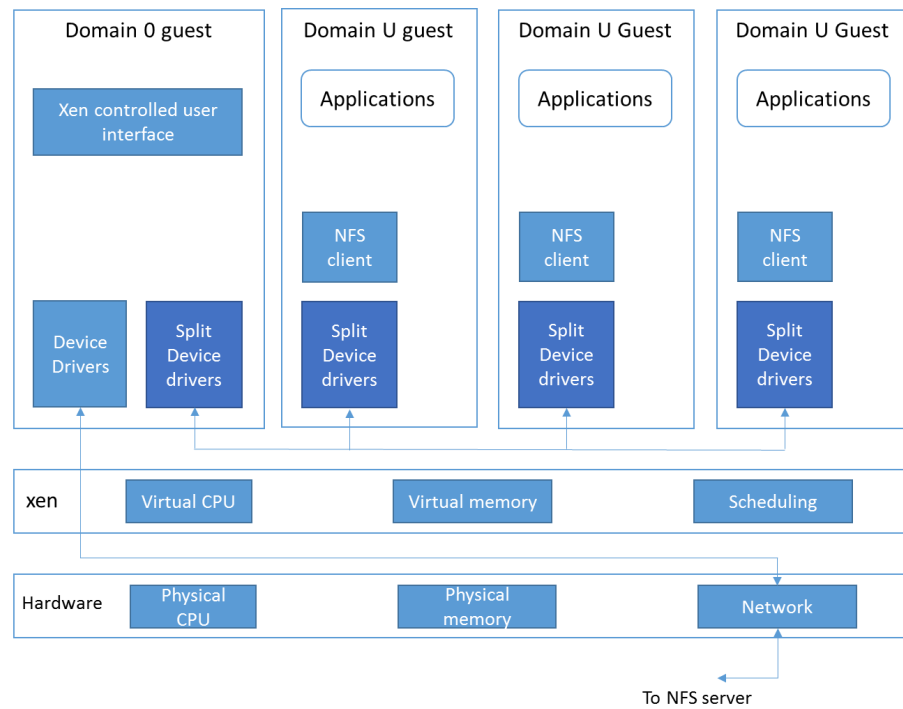 Domain 0 guest
Domain U guest
Domain U Guest
Domain U Guest
Xen controlled user
interface
Applications
Applications
Applications
NFS
client
NFS
client
NFS
client
Device
Drivers
Split
Device
drivers
Split
Device
drivers
Split
Device
drivers
Split
Device
drivers
xen
Virtual CPU
Virtual memory
Scheduling
Hardware
Physical
CPU
Physical
memory
Network
To NFS server